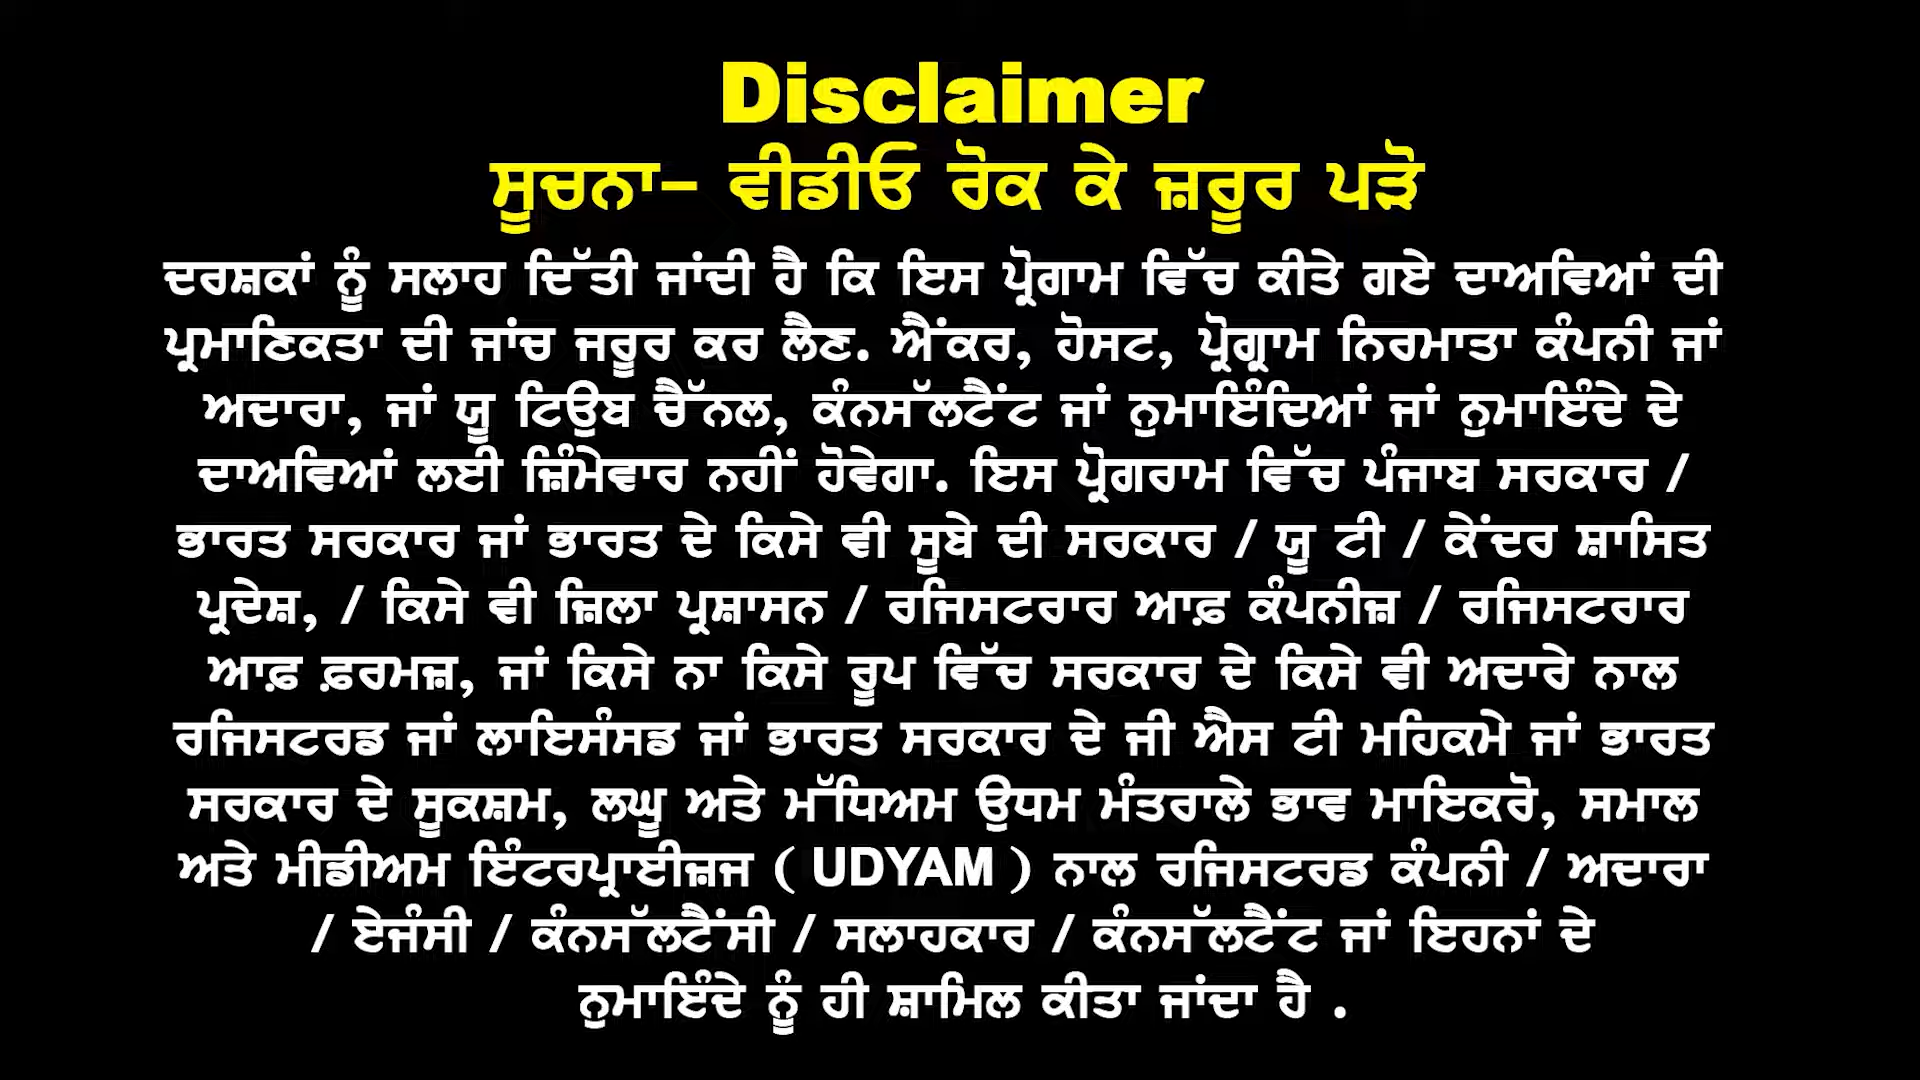 Disclaimer
ਸੂਚਨਾ- ਵੀਡੀਓ ਰੋਕ ਕੇ ਜ਼ਰੂਰ ਪੜੋ
ਦਰਸ਼ਕਾਂ ਨੂੰ ਸਲਾਹ ਦਿੱਤੀ ਜਾਂਦੀ ਹੈ ਕਿ ਇਸ ਪ੍ਰੋਗਾਮ ਵਿੱਚ ਕੀਤੇ ਗਏ ਦਾਅਵਿਆਂ ਦੀ
ਪ੍ਰਮਾਣਿਕਤਾ ਦੀ ਜਾਂਚ ਜਰੂਰ ਕਰ ਲੈਣ. ਐਂਕਰ, ਹੋਸਟ, ਪ੍ਰੋਗ੍ਰਾਮ ਨਿਰਮਾਤਾ ਕੰਪਨੀ ਜਾਂ
ਅਦਾਰਾ, ਜਾਂ ਯੂ ਟਿਉਬ ਚੈੱਨਲ, ਕੰਨਸੱਲਟੈਂਟ ਜਾਂ ਨੁਮਾਇੰਦਿਆਂ ਜਾਂ ਨੁਮਾਇੰਦੇ ਦੇ
ਦਾਅਵਿਆਂ ਲਈ ਜ਼ਿੰਮੇਵਾਰ ਨਹੀਂ ਹੋਵੇਗਾ. ਇਸ ਪ੍ਰੋਗਰਾਮ ਵਿੱਚ ਪੰਜਾਬ ਸਰਕਾਰ /
ਭਾਰਤ ਸਰਕਾਰ ਜਾਂ ਭਾਰਤ ਦੇ ਕਿਸੇ ਵੀ ਸੂਬੇ ਦੀ ਸਰਕਾਰ / ਯੂ ਟੀ / ਕੇਂਦਰ ਸ਼ਾਸਿਤ
ਪ੍ਰਦੇਸ਼, / ਕਿਸੇ ਵੀ ਜ਼ਿਲਾ ਪ੍ਰਸ਼ਾਸਨ / ਰਜਿਸਟਰਾਰ ਆਫ਼ ਕੰਪਨੀਜ਼ / ਰਜਿਸਟਰਾਰ
ਆਫ਼ ਫ਼ਰਮਜ਼, ਜਾਂ ਕਿਸੇ ਨਾ ਕਿਸੇ ਰੂਪ ਵਿੱਚ ਸਰਕਾਰ ਦੇ ਕਿਸੇ ਵੀ ਅਦਾਰੇ ਨਾਲ
ਰਜਿਸਟਰਡ ਜਾਂ ਲਾਇਸੰਸਡ ਜਾਂ ਭਾਰਤ ਸਰਕਾਰ ਦੇ ਜੀ ਐਸ ਟੀ ਮਹਿਕਮੇ ਜਾਂ ਭਾਰਤ
ਸਰਕਾਰ ਦੇ ਸੂਕਸ਼ਮ, ਲਘੂ ਅਤੇ ਮੱਧਿਅਮ ਉਧਮ ਮੰਤਰਾਲੇ ਭਾਵ ਮਾਇਕਰੋ, ਸਮਾਲ
ਅਤੇ ਮੀਡੀਅਮ ਇੰਟਰਪ੍ਰਾਈਜ਼ਜ ( UDYAM ) ਨਾਲ ਰਜਿਸਟਰਡ ਕੰਪਨੀ / ਅਦਾਰਾ
/ ਏਜੰਸੀ / ਕੰਨਸੱਲਟੈਂਸੀ / ਸਲਾਹਕਾਰ / ਕੰਨਸੱਲਟੈਂਟ ਜਾਂ ਇਹਨਾਂ ਦੇ
ਨੁਮਾਇੰਦੇ ਨੂੰ ਹੀ ਸ਼ਾਮਿਲ ਕੀਤਾ ਜਾਂਦਾ ਹੈ .